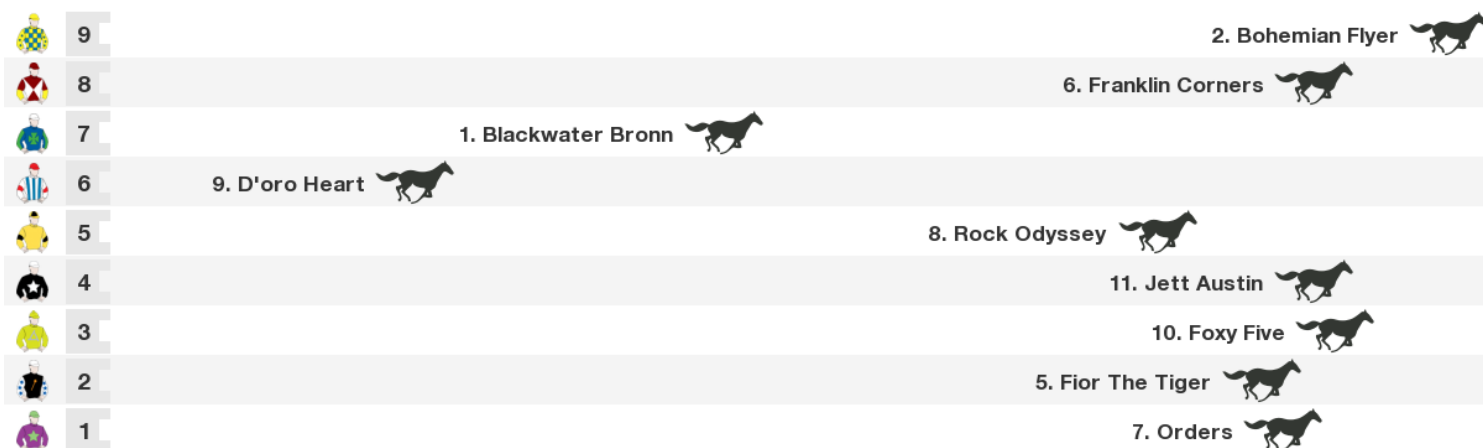 9 2. Bohemian Flyer
8 6. Franklin Corners
7 1. Blackwater Bronn
6 9. D'oro Heart
5 8. Rock Odyssey
4 11. Jett Austin
3 10. Foxy Five
2 5. Fior The Tiger
1 7. Orders